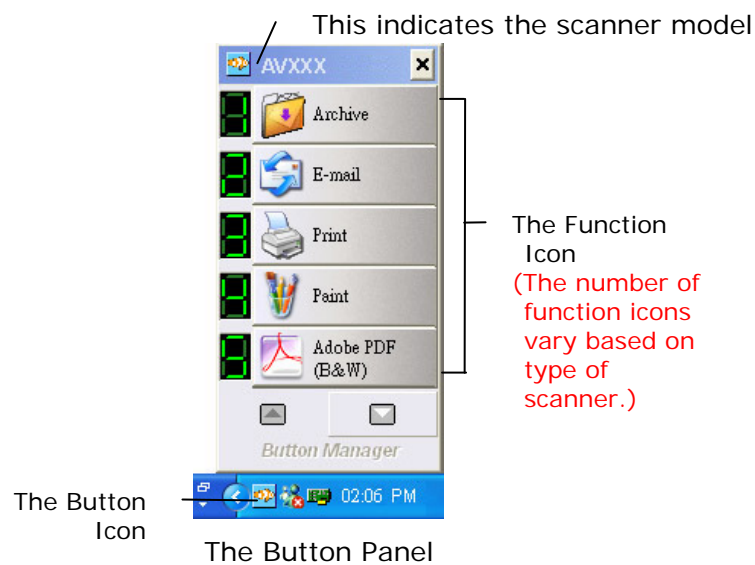 This indicates the scanner model
AVXXX
Archive
E-mail
Print
Paint
Adobe PDF
(B&W)
The Function
Icon
(The number of
function icons
vary based on
type of
scanner.)
Button Manager
02:06 PM
The Button
Icon
The Button Panel